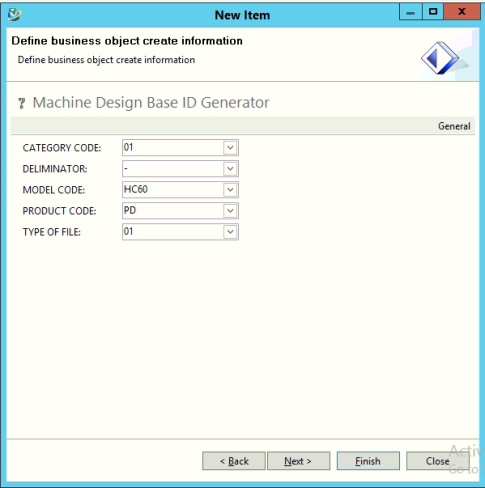 New Item
Define business object create information
Define business object create information
? Machine Design Base ID Generator
General
CATEGORY CODE: 01
DELIMINATOR: -
MODEL CODE: HC60
PRODUCT CODE: PD
TYPE OF FILE: 01
< Back Next > Finish Close
Go to